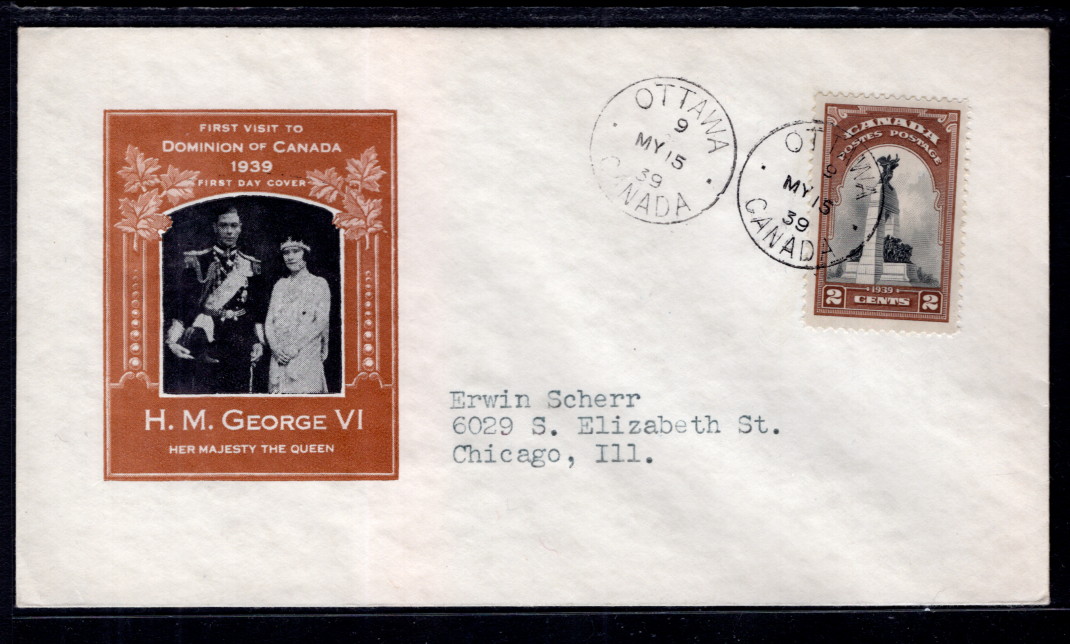 FIRST VISIT TO
DOMINION OF CANADA
1939
FIRST DAY COVER
H. M. GEORGE VI
HER MAJESTY THE QUEEN
OTTAWA
9
MY 15
39
CANADA
OTTAWA
9
MY 15
39
CANADA
CANADA
POSTES POSTAGE
1939
2 CENTS 2
Erwin Scherr
6029 S. Elizabeth St.
Chicago, Ill.